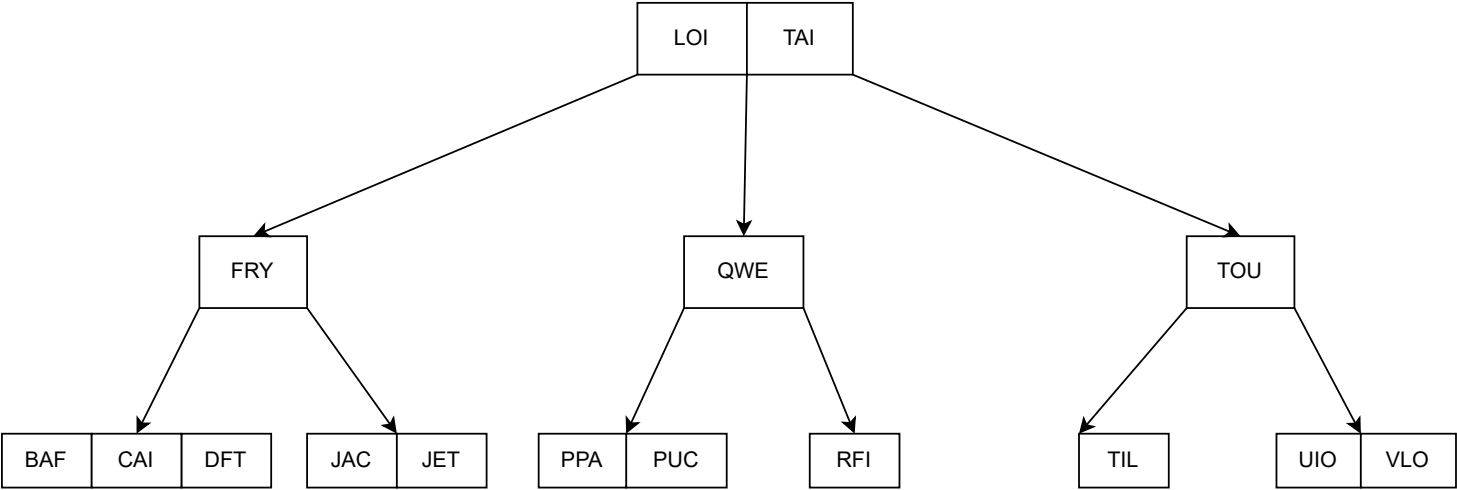 LOI TAI
FRY QWE TOU
BAF CAI DFT JAC JET PPA PUC RFI TIL UIO VLO